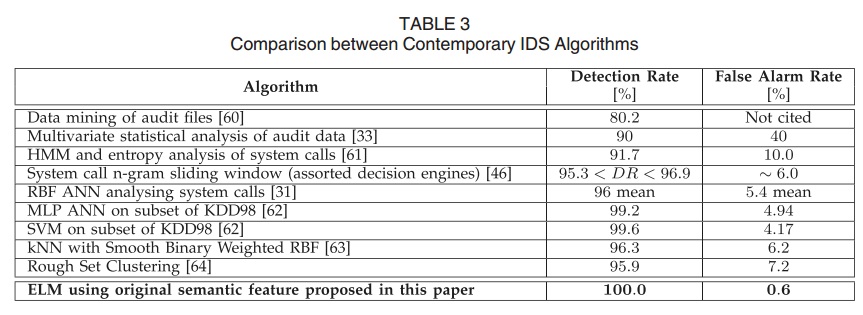 TABLE 3
Comparison between Contemporary IDS Algorithms
Algorithm Detection Rate [%] False Alarm Rate [%]
Data mining of audit files [60] 80.2 Not cited
Multivariate statistical analysis of audit data [33] 90 40
HMM and entropy analysis of system calls [61] 91.7 10.0
System call n-gram sliding window (assorted decision engines) [46] 95.3 < DR < 96.9 ~ 6.0
RBF ANN analysing system calls [31] 96 mean 5.4 mean
MLP ANN on subset of KDD98 [62] 99.2 4.94
SVM on subset of KDD98 [62] 99.6 4.17
kNN with Smooth Binary Weighted RBF [63] 96.3 6.2
Rough Set Clustering [64] 95.9 7.2
ELM using original semantic feature proposed in this paper 100.0 0.6